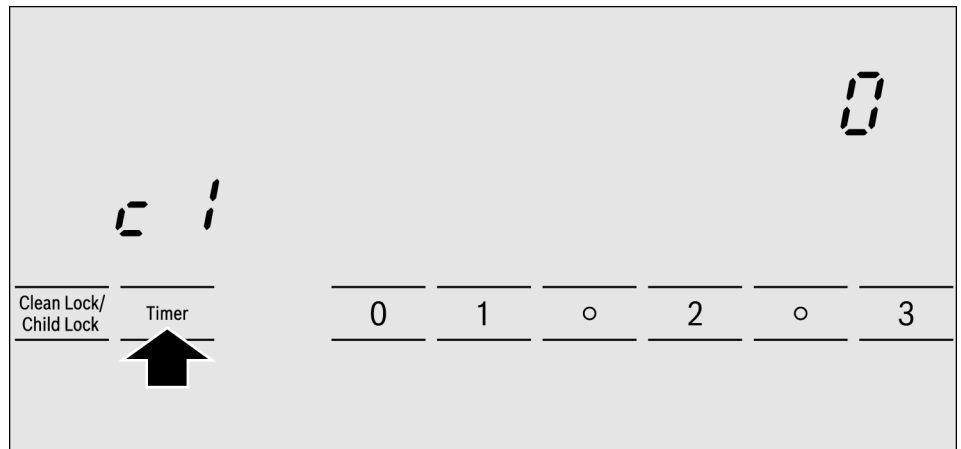 0
c 1
Clean Lock/
Child Lock
Timer
0 1 ○ 2 ○ 3